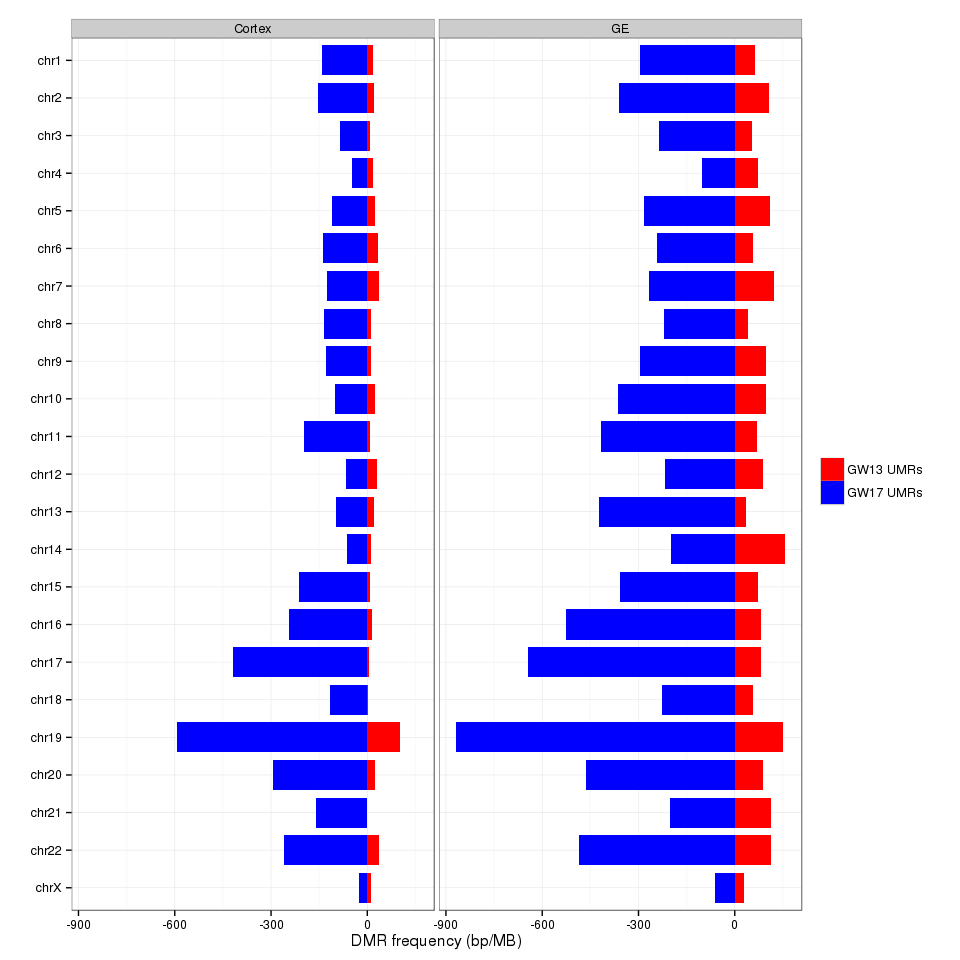 Cortex GE
chr1
chr2
chr3
chr4
chr5
chr6
chr7
chr8
chr9
chr10
chr11
chr12
chr13
chr14
chr15
chr16
chr17
chr18
chr19
chr20
chr21
chr22
chrX
GW13 UMRs
GW17 UMRs
-900 -600 -300 0 -900 -600 -300 0
DMR frequency (bp/MB)